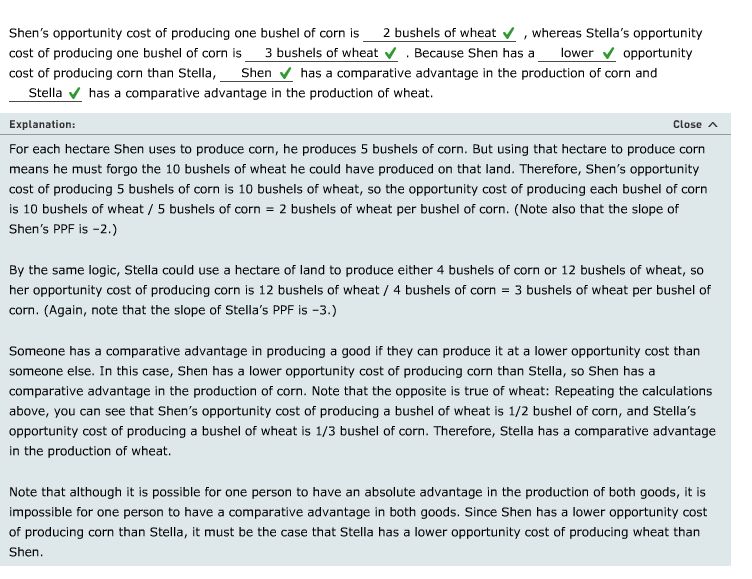 Shen's opportunity cost of producing one bushel of corn is 2 bushels of wheat ✔ , whereas Stella's opportunity
cost of producing one bushel of corn is 3 bushels of wheat ✔ . Because Shen has a lower ✔ opportunity
cost of producing corn than Stella, Shen ✔ has a comparative advantage in the production of corn and
Stella ✔ has a comparative advantage in the production of wheat.
Explanation: Close ^
For each hectare Shen uses to produce corn, he produces 5 bushels of corn. But using that hectare to produce corn
means he must forgo the 10 bushels of wheat he could have produced on that land. Therefore, Shen's opportunity
cost of producing 5 bushels of corn is 10 bushels of wheat, so the opportunity cost of producing each bushel of corn
is 10 bushels of wheat / 5 bushels of corn = 2 bushels of wheat per bushel of corn. (Note also that the slope of
Shen's PPF is –2.)
By the same logic, Stella could use a hectare of land to produce either 4 bushels of corn or 12 bushels of wheat, so
her opportunity cost of producing corn is 12 bushels of wheat / 4 bushels of corn = 3 bushels of wheat per bushel of
corn. (Again, note that the slope of Stella's PPF is –3.)
Someone has a comparative advantage in producing a good if they can produce it at a lower opportunity cost than
someone else. In this case, Shen has a lower opportunity cost of producing corn than Stella, so Shen has a
comparative advantage in the production of corn. Note that the opposite is true of wheat: Repeating the calculations
above, you can see that Shen's opportunity cost of producing a bushel of wheat is 1/2 bushel of corn, and Stella's
opportunity cost of producing a bushel of wheat is 1/3 bushel of corn. Therefore, Stella has a comparative advantage
in the production of wheat.
Note that although it is possible for one person to have an absolute advantage in the production of both goods, it is
impossible for one person to have a comparative advantage in both goods. Since Shen has a lower opportunity cost
of producing corn than Stella, it must be the case that Stella has a lower opportunity cost of producing wheat than
Shen.